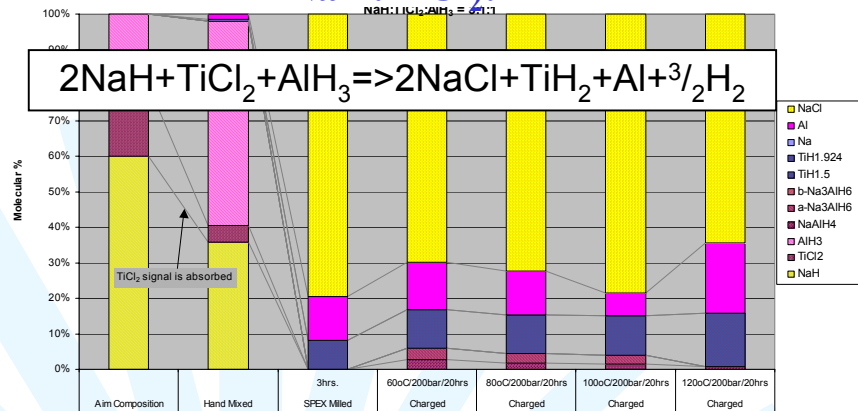 NaH:TiCl2:AlH3 = 3:1:1
2NaH+TiCl2+AlH3=>2NaCl+TiH2+Al+3/2H2
100%
90%
70%
60%
50%
40%
30%
20%
10%
0%
Molecular %
TiCl2 signal is absorbed
NaCl
Al
Na
TiH1.924
TiH1.5
b-Na3AlH6
a-Na3AlH6
NaAlH4
AlH3
TiCl2
NaH
Aim Composition
Hand Mixed
3hrs.
SPEX Milled
60oC/200bar/20hrs
Charged
80oC/200bar/20hrs
Charged
100oC/200bar/20hrs
Charged
120oC/200bar/20hrs
Charged